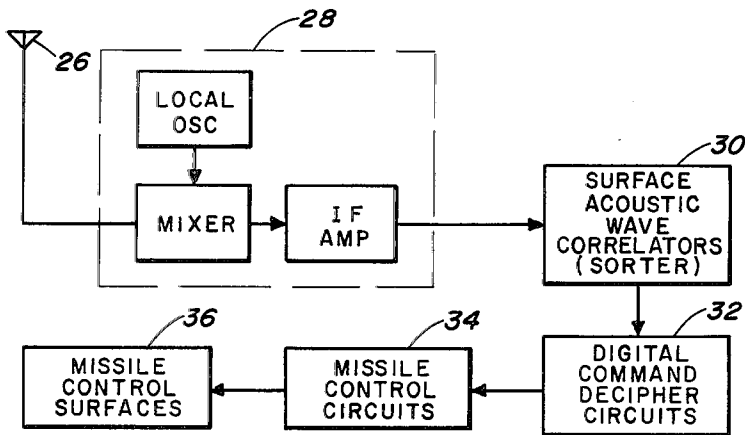 26
28
LOCAL
OSC
MIXER
IF
AMP
30
SURFACE
ACOUSTIC
WAVE
CORRELATORS
(SORTER)
36
MISSILE
CONTROL
SURFACES
34
MISSILE
CONTROL
CIRCUITS
32
DIGITAL
COMMAND
DECIPHER
CIRCUITS